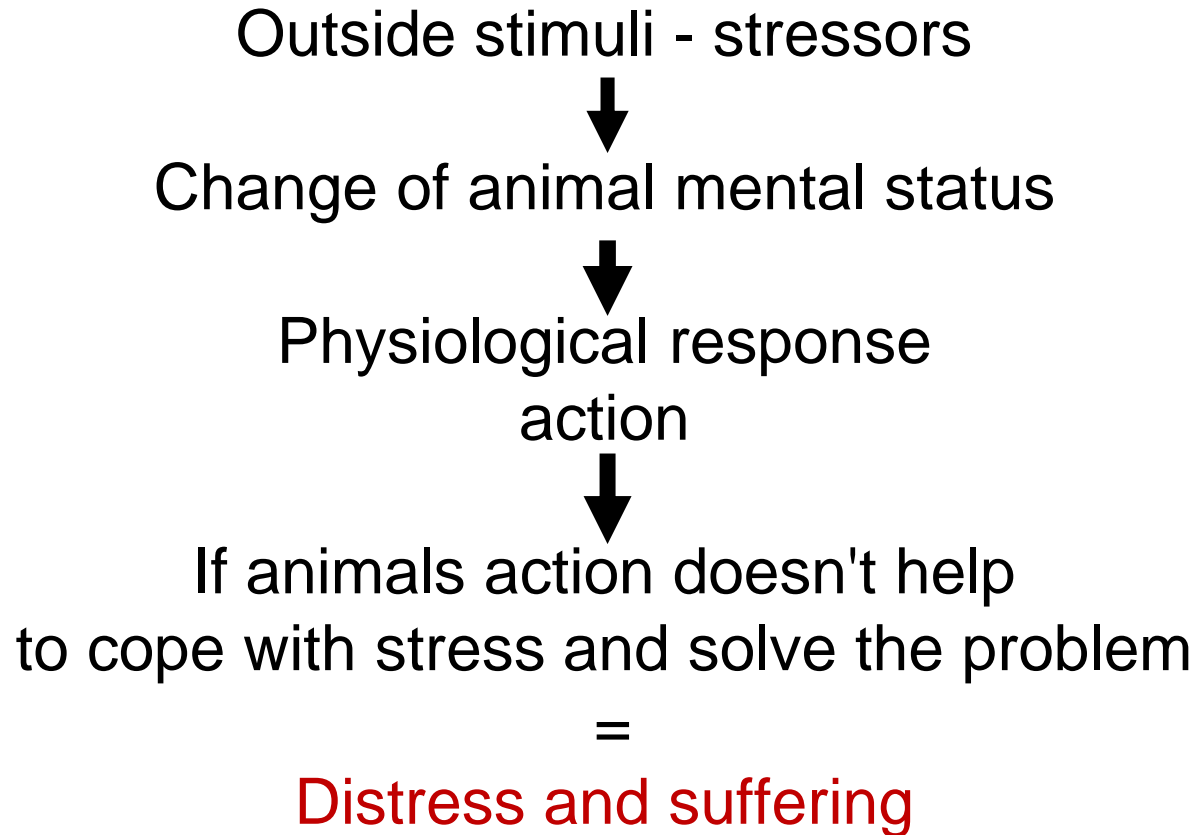 Outside stimuli - stressors
Change of animal mental status
Physiological response
action
If animals action doesn't help
to cope with stress and solve the problem
=
Distress and suffering